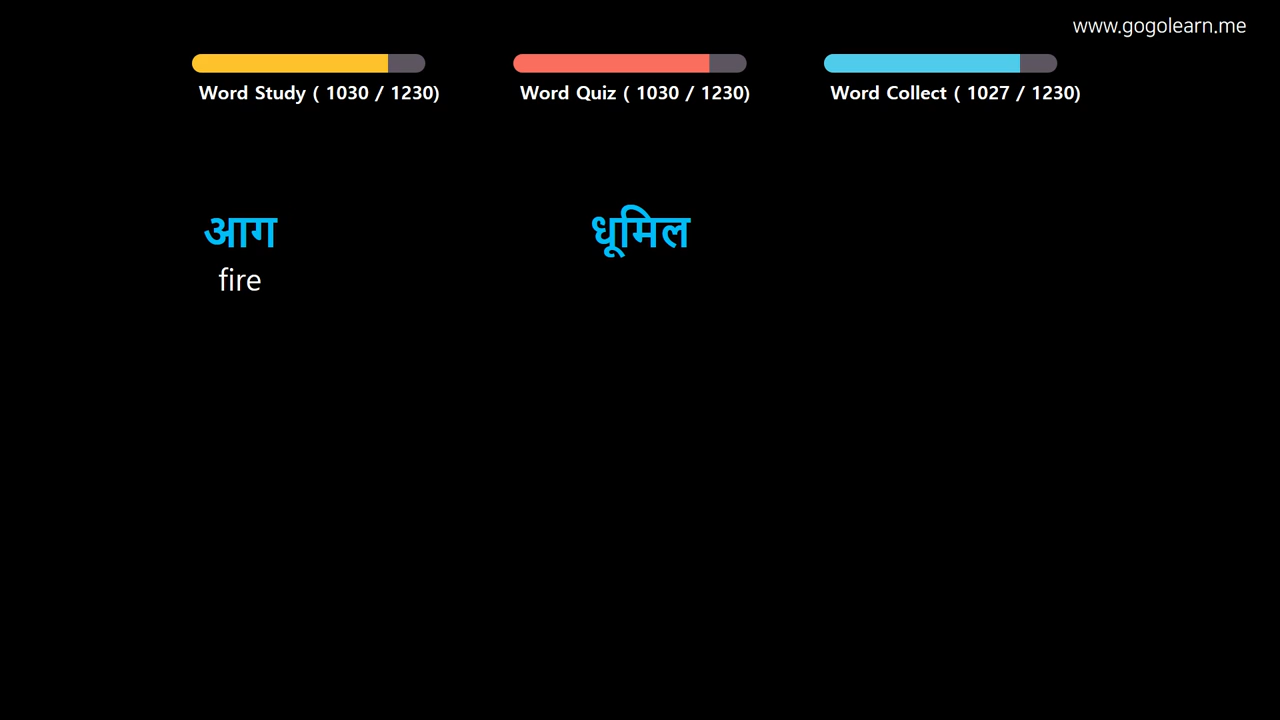 www.gogolearn.me
Word Study ( 1030 / 1230)
Word Quiz ( 1030 / 1230)
Word Collect ( 1027 / 1230)
आग
fire
धूमिल